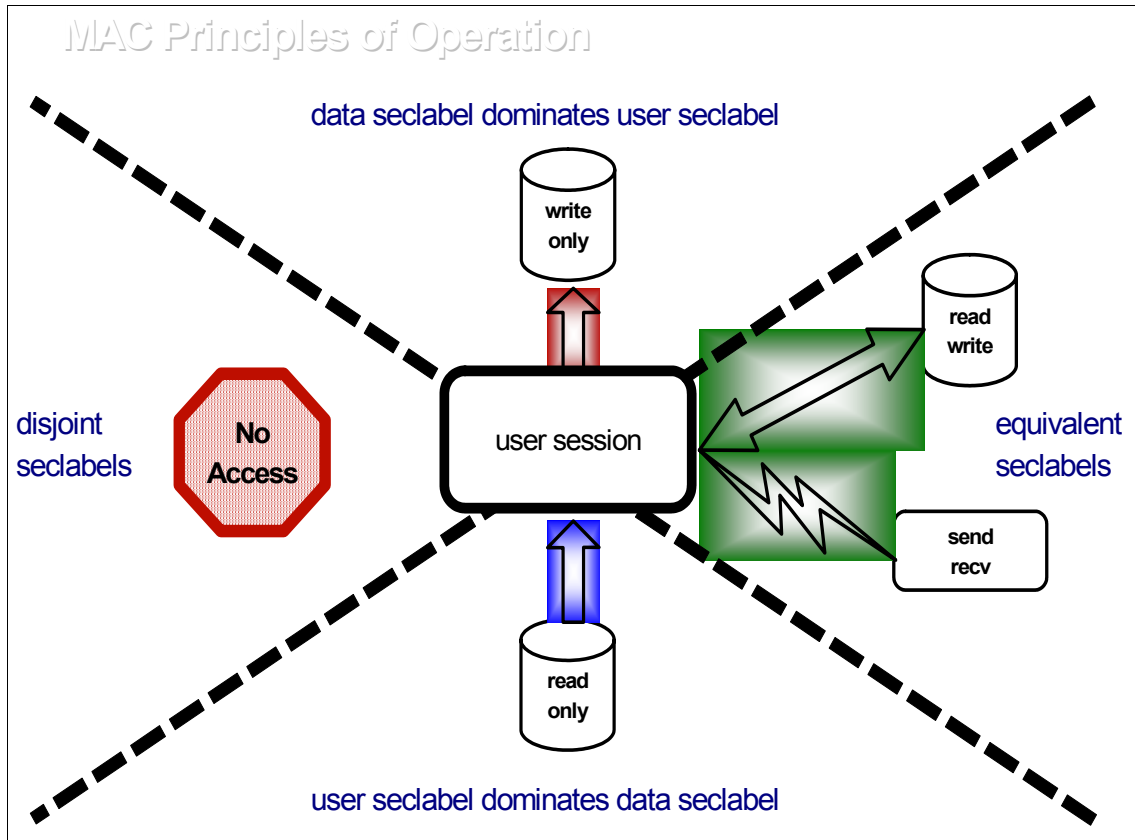 MAC Principles of Operation
data seclabel dominates user seclabel
write
only
read
write
disjoint
seclabels
No
Access
user session
equivalent
seclabels
send
recv
read
only
user seclabel dominates data seclabel